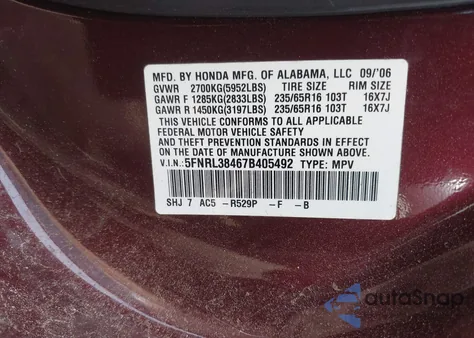 MFD. BY HONDA MFG. OF ALABAMA, LLC 09/'06
GVWR 2700KG(5952LBS) TIRE SIZE RIM SIZE
GAWR F 1285KG(2833LBS) 235/65R16 103T 16X7J
GAWR R 1450KG(3197LBS) 235/65R16 103T 16X7J
THIS VEHICLE CONFORMS TO ALL APPLICABLE
FEDERAL MOTOR VEHICLE SAFETY AND
THEFT PREVENTION STANDARDS IN EFFECT ON THE
DATE OF MANUFACTURE SHOWN ABOVE.
V.I.N:5FNRL38467B405492 TYPE: MPV
SHJ 7 AC5 -R529P -F -B
autoSnap